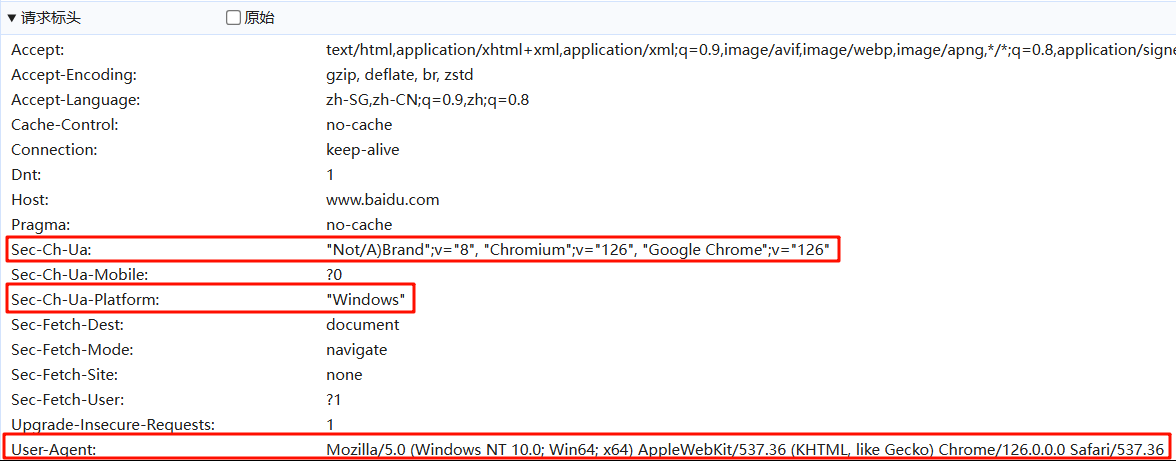 ▼ 请求标头 原始
Accept: text/html,application/xhtml+xml,application/xml;q=0.9,image/avif,image/webp,image/apng,*/*;q=0.8,application/signe
Accept-Encoding: gzip, deflate, br, zstd
Accept-Language: zh-SG,zh-CN;q=0.9,zh;q=0.8
Cache-Control: no-cache
Connection: keep-alive
Dnt: 1
Host: www.baidu.com
Pragma: no-cache
Sec-Ch-Ua: "Not/A)Brand";v="8", "Chromium";v="126", "Google Chrome";v="126"
Sec-Ch-Ua-Mobile: ?0
Sec-Ch-Ua-Platform: "Windows"
Sec-Fetch-Dest: document
Sec-Fetch-Mode: navigate
Sec-Fetch-Site: none
Sec-Fetch-User: ?1
Upgrade-Insecure-Requests: 1
User-Agent: Mozilla/5.0 (Windows NT 10.0; Win64; x64) AppleWebKit/537.36 (KHTML, like Gecko) Chrome/126.0.0.0 Safari/537.36